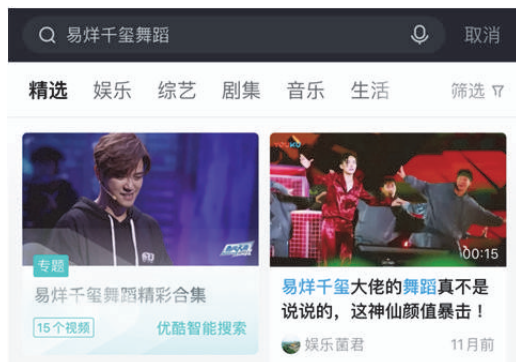 易烊千玺舞蹈
取消
精选 娱乐 综艺 剧集 音乐 生活 筛选
YOUKU
00:15
专题
易烊千玺舞蹈精彩合集
15个视频 优酷智能搜索
易烊千玺大佬的舞蹈真不是
说说的，这神仙颜值暴击！
娱乐菌君 11月前